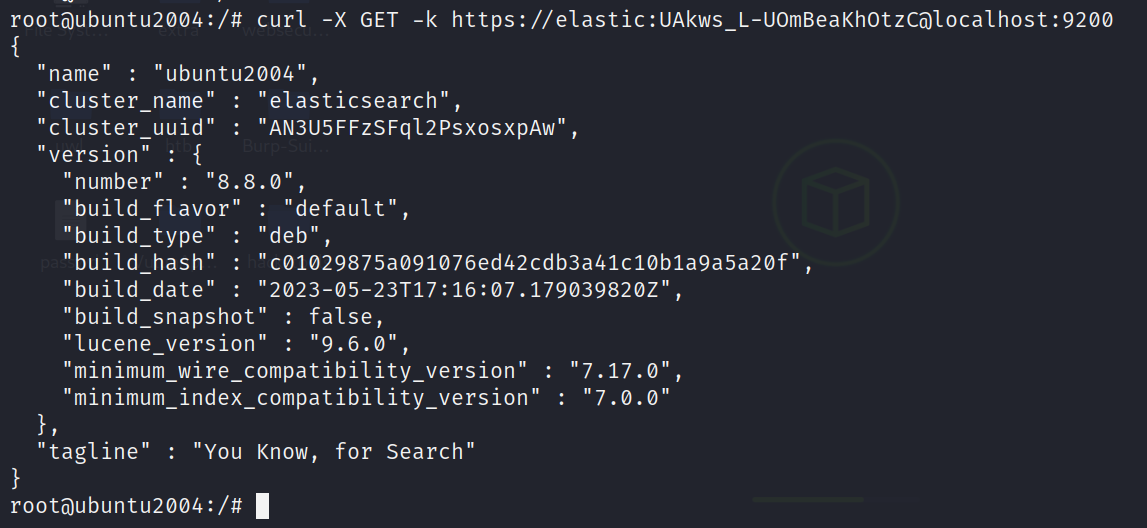 root@ubuntu2004:/# curl -X GET -k https://elastic:UAkws_L-UOmBeaKhOtzC@localhost:9200
{
  "name" : "ubuntu2004",
  "cluster_name" : "elasticsearch",
  "cluster_uuid" : "AN3U5FFzSFql2PsxosxpAw",
  "version" : {
    "number" : "8.8.0",
    "build_flavor" : "default",
    "build_type" : "deb",
    "build_hash" : "c01029875a091076ed42cdb3a41c10b1a9a5a20f",
    "build_date" : "2023-05-23T17:16:07.179039820Z",
    "build_snapshot" : false,
    "lucene_version" : "9.6.0",
    "minimum_wire_compatibility_version" : "7.17.0",
    "minimum_index_compatibility_version" : "7.0.0"
  },
  "tagline" : "You Know, for Search"
}
root@ubuntu2004:/#